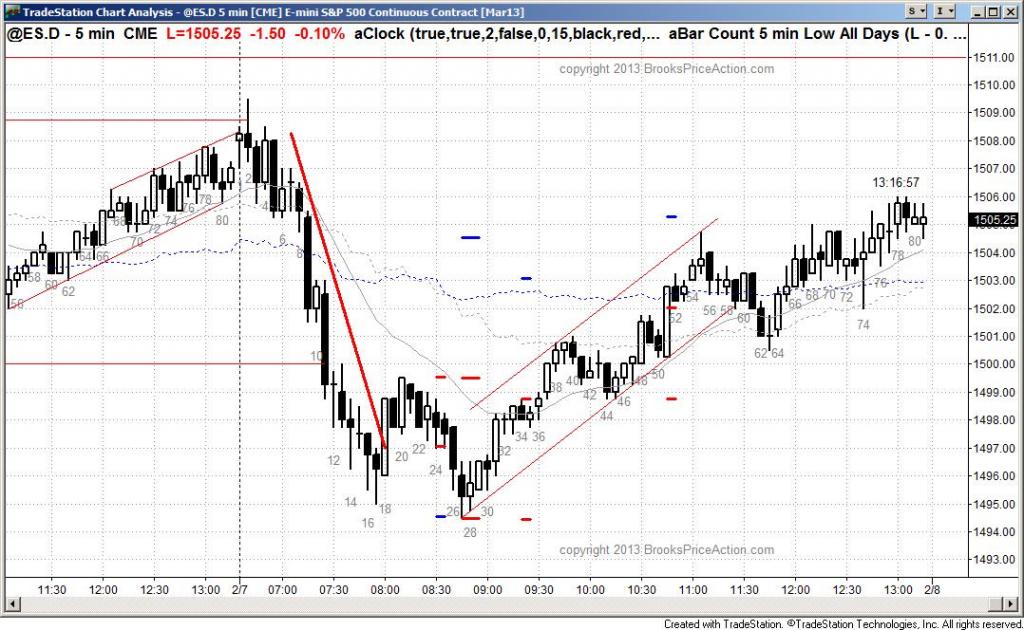 TradeStation Chart Analysis - @ES.D 5 min [CME] E-mini S&P 500 Continuous Contract [Mar13]
S I
@ES.D - 5 min CME L=1505.25 -1.50 -0.10% aClock (true,true,2,false,0,15,black,red,... aBar Count 5 min Low All Days (L - 0. ...
copyright 2013 BrooksPriceAction.com
1511.00
1510.00
1509.00
1508.00
1507.00
13:16:57
1506.00
1505.25
1504.00
1503.00
1502.00
1501.00
1500.00
1499.00
1498.00
1497.00
1496.00
1495.00
1494.00
1493.00
58 60 62 64 66 68 70 72 74 76 78 80
2 4 6 8 10 12 14 16 18 20 22 24 26 28 30 32 34 36 38 40 42 44 46 48 50 52 54 56 58 60 62 64 66 68 70 72 74 76 78 80
copyright 2013 BrooksPriceAction.com
11:30 12:00 12:30 13:00 2/7 07:00 07:30 08:00 08:30 09:00 09:30 10:00 10:30 11:00 11:30 12:00 12:30 13:00 2/8
Created with TradeStation. ©TradeStation Technologies, Inc. All rights reserved.